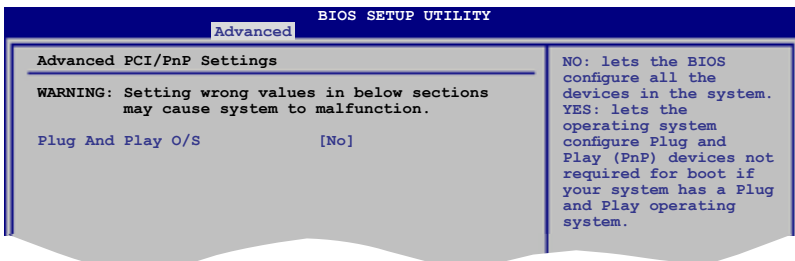 BIOS SETUP UTILITY
Advanced
Advanced PCI/PnP Settings
WARNING: Setting wrong values in below sections
may cause system to malfunction.
Plug And Play O/S [No]
NO: lets the BIOS
configure all the
devices in the system.
YES: lets the
operating system
configure Plug and
Play (PnP) devices not
required for boot if
your system has a Plug
and Play operating
system.